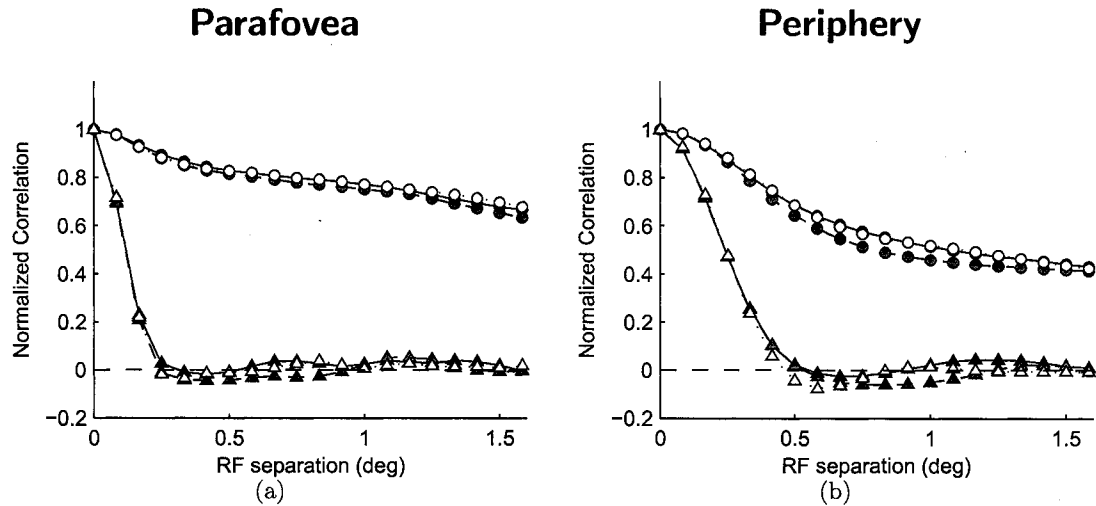 Parafovea
Periphery
Normalized Correlation
1
0.8
0.6
0.4
0.2
0
−0.2
0
0.5
1
1.5
RF separation (deg)
(a)
Normalized Correlation
1
0.8
0.6
0.4
0.2
0
−0.2
0
0.5
1
1.5
RF separation (deg)
(b)